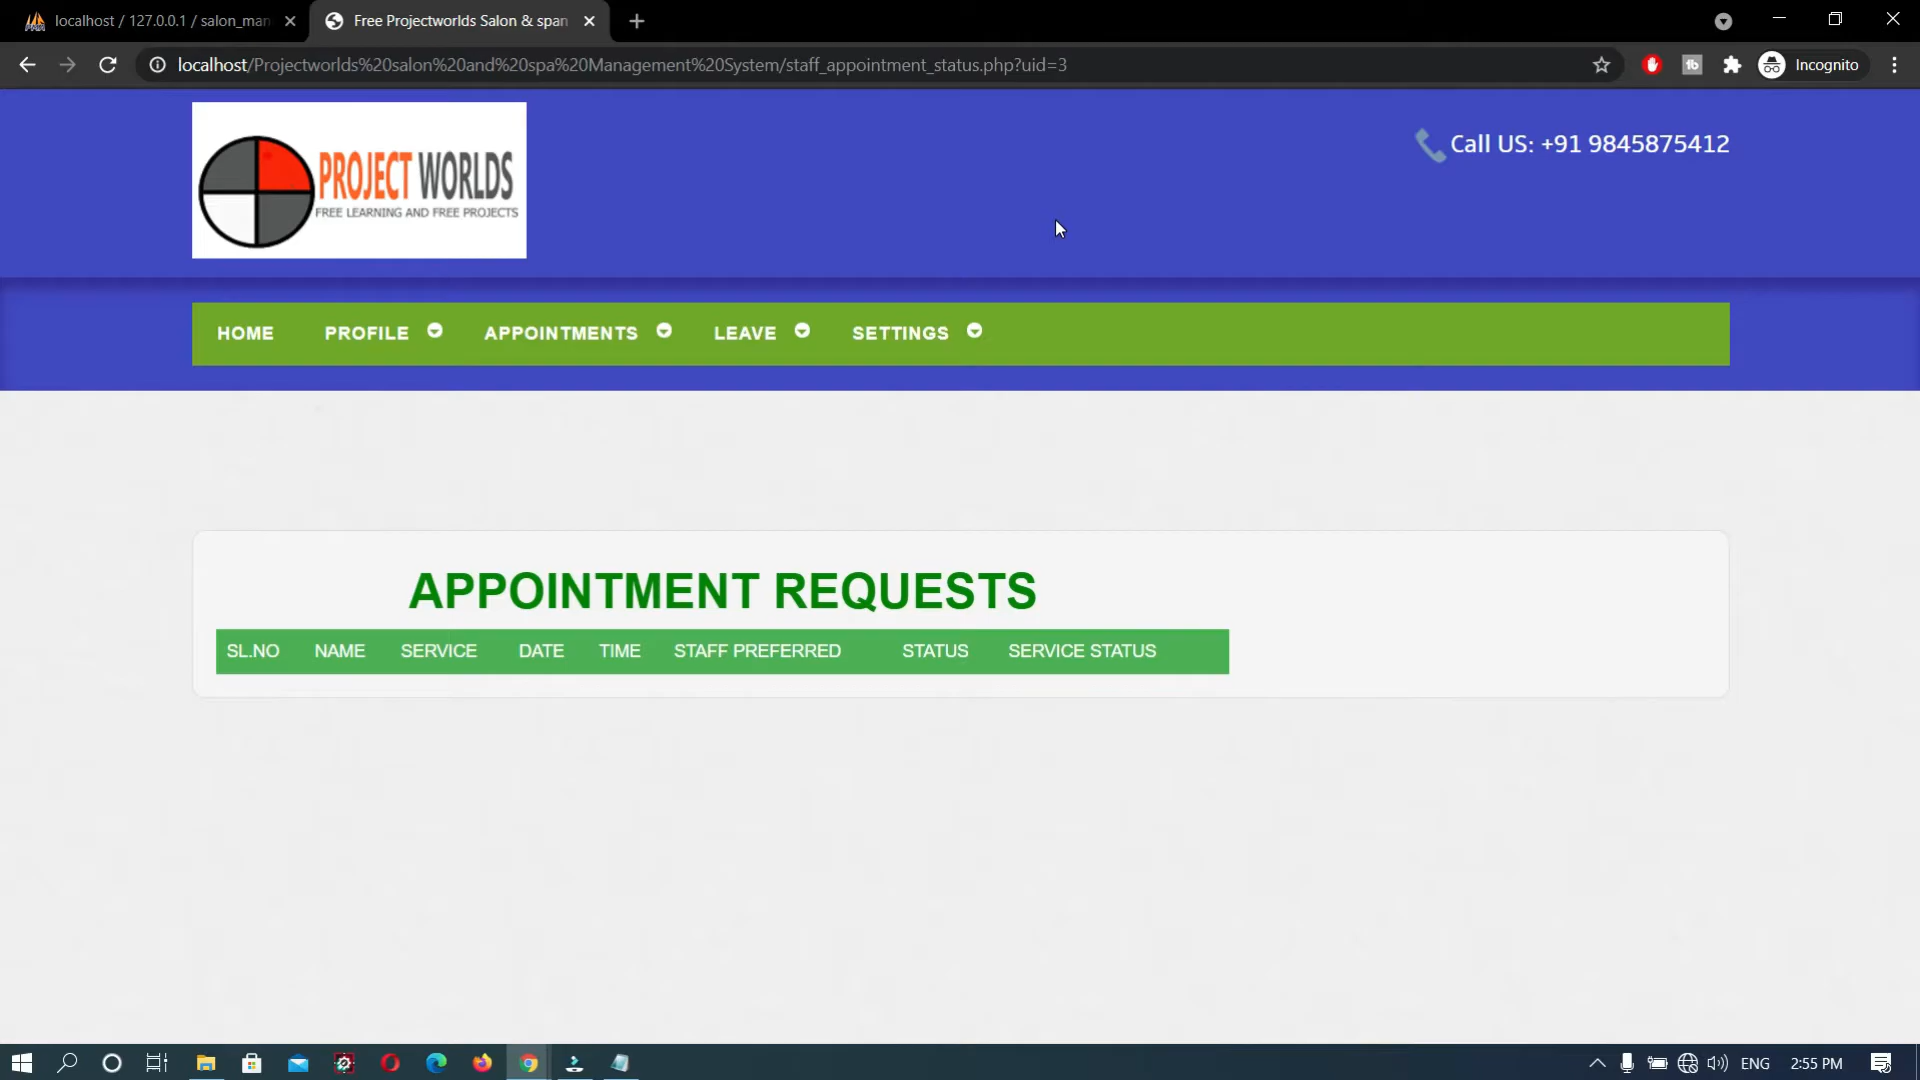 localhost / 127.0.0.1 / salon_man
Free Projectworlds Salon & span
localhost/Projectworlds%20salon%20and%20spa%20Management%20System/staff_appointment_status.php?uid=3
Incognito
PROJECT WORLDS
FREE LEARNING AND FREE PROJECTS
Call US: +91 9845875412
HOME PROFILE APPOINTMENTS LEAVE SETTINGS
APPOINTMENT REQUESTS
SL.NO NAME SERVICE DATE TIME STAFF PREFERRED STATUS SERVICE STATUS
ENG 2:55 PM